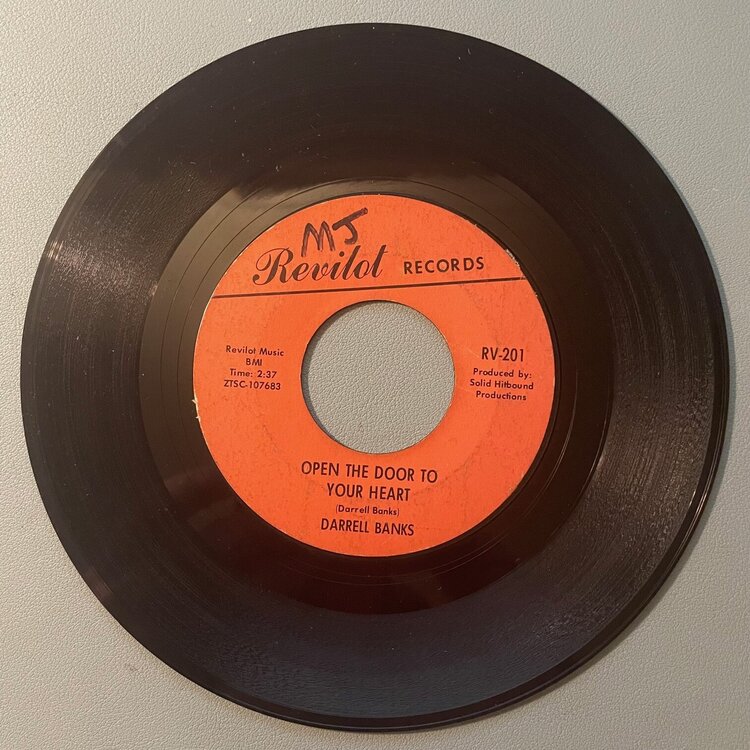 MJ
Revilot RECORDS
Revilot Music
BMI
Time: 2:37
ZTSC-107683
RV-201
Produced by:
Solid Hitbound
Productions
OPEN THE DOOR TO
YOUR HEART
(Darrell Banks)
DARRELL BANKS